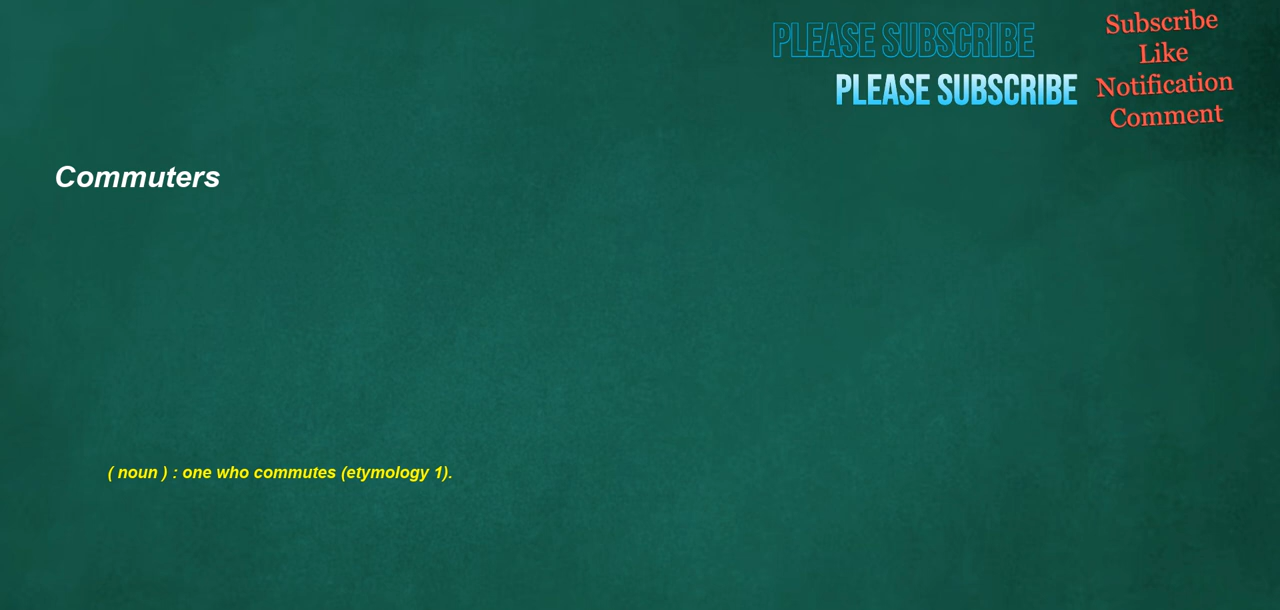 PLEASE SUBSCRIBE
PLEASE SUBSCRIBE
Subscribe
Like
Notification
Comment
Commuters
( noun ) : one who commutes (etymology 1).